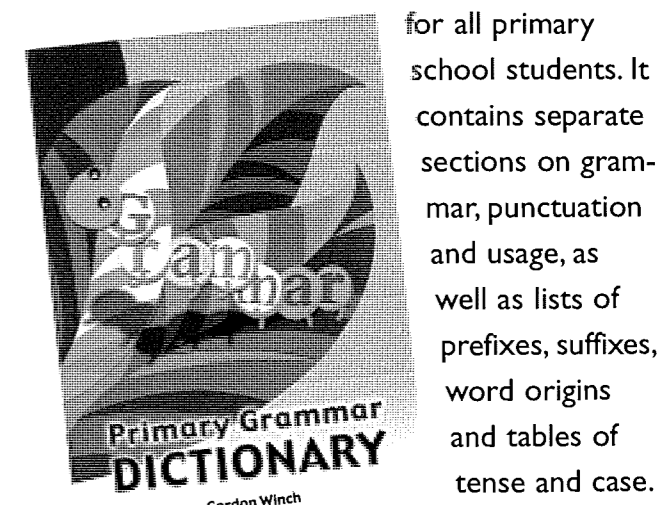 for all primary
school students. It
contains separate
sections on gram-
mar, punctuation
and usage, as
well as lists of
prefixes, suffixes,
word origins
and tables of
tense and case.
Grammar
Primary Grammar
DICTIONARY
Gordon Winch